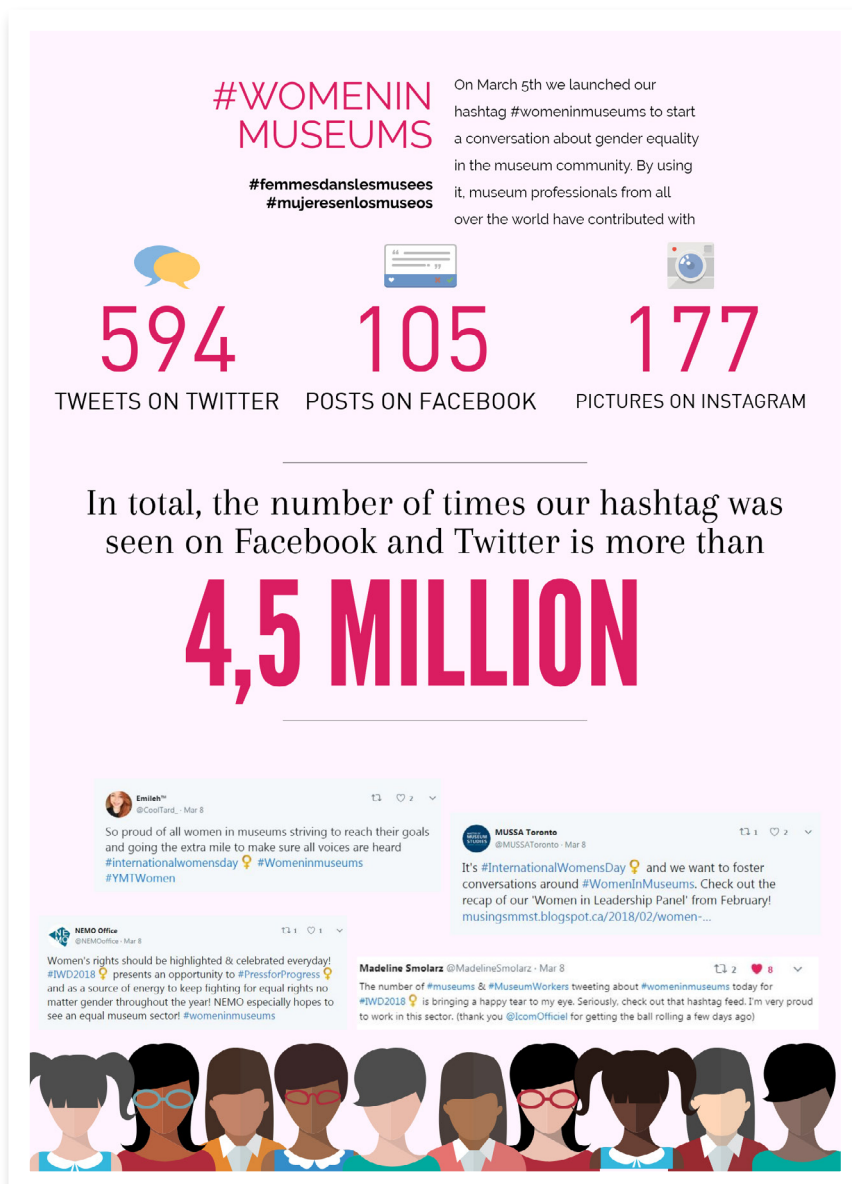 #WOMENIN
MUSEUMS
#femmesdanslesmusees
#mujeresenlosmuseos
On March 5th we launched our
hashtag #womeninmuseums to start
a conversation about gender equality
in the museum community. By using
it, museum professionals from all
over the world have contributed with
594
TWEETS ON TWITTER
105
POSTS ON FACEBOOK
177
PICTURES ON INSTAGRAM
In total, the number of times our hashtag was
seen on Facebook and Twitter is more than
4,5 MILLION
Emileh™
@CoolTard_ · Mar 8
2
So proud of all women in museums striving to reach their goals
and going the extra mile to make sure all voices are heard
#internationalwomensday #Womeninmuseums
#YMTWomen
MUSEUM
STUDIES
MUSSA Toronto
@MUSSAToronto · Mar 8
1 2
It's #InternationalWomensDay and we want to foster
conversations around #WomenInMuseums. Check out the
recap of our 'Women in Leadership Panel' from February!
musingsmmst.blogspot.ca/2018/02/women-...
NE
MO
NEMO Office
@NEMOoffice · Mar 8
1 1
Women's rights should be highlighted & celebrated everyday!
#IWD2018 presents an opportunity to #PressforProgress
and as a source of energy to keep fighting for equal rights no
matter gender throughout the year! NEMO especially hopes to
see an equal museum sector! #womeninmuseums
Madeline Smolarz @MadelineSmolarz · Mar 8
2 8
The number of #museums & #MuseumWorkers tweeting about #womeninmuseums today for
#IWD2018 is bringing a happy tear to my eye. Seriously, check out that hashtag feed. I'm very proud
to work in this sector. (thank you @IcomOfficiel for getting the ball rolling a few days ago)